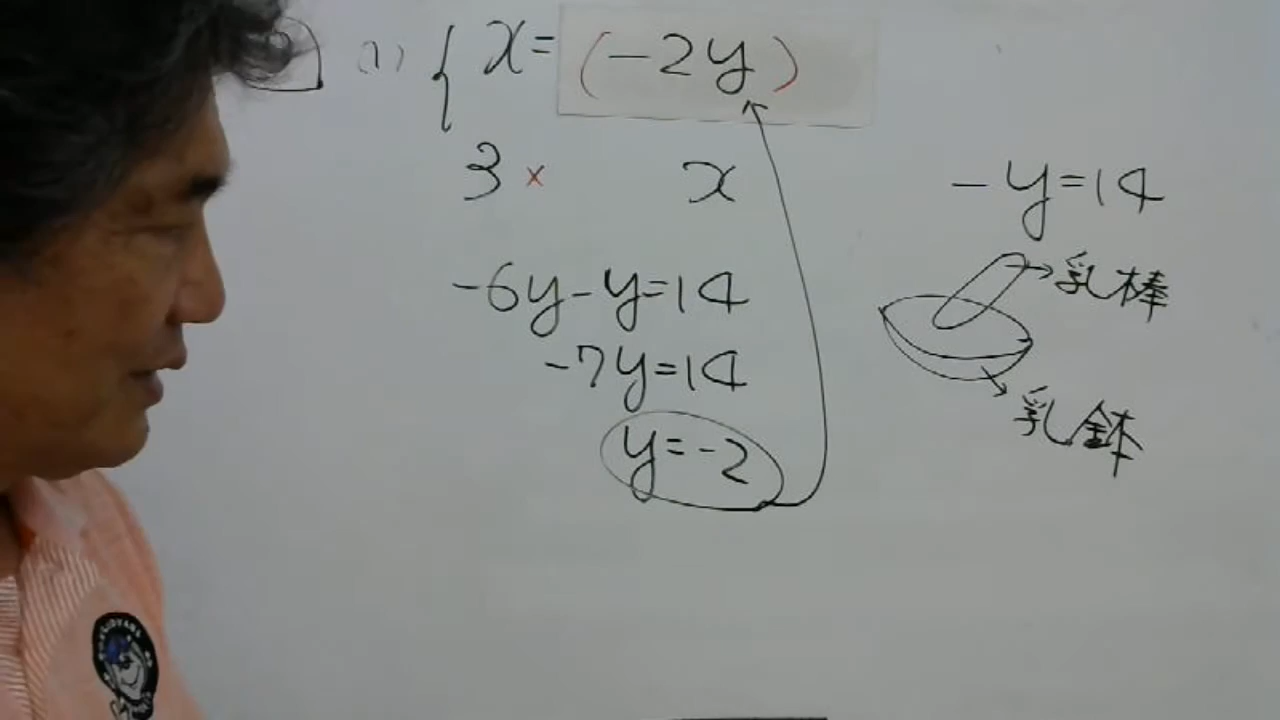 (1) { x = (-2y)
3 × x
-y=14
-6y-y=14
乳棒
-7y=14
乳鉢
y=-2